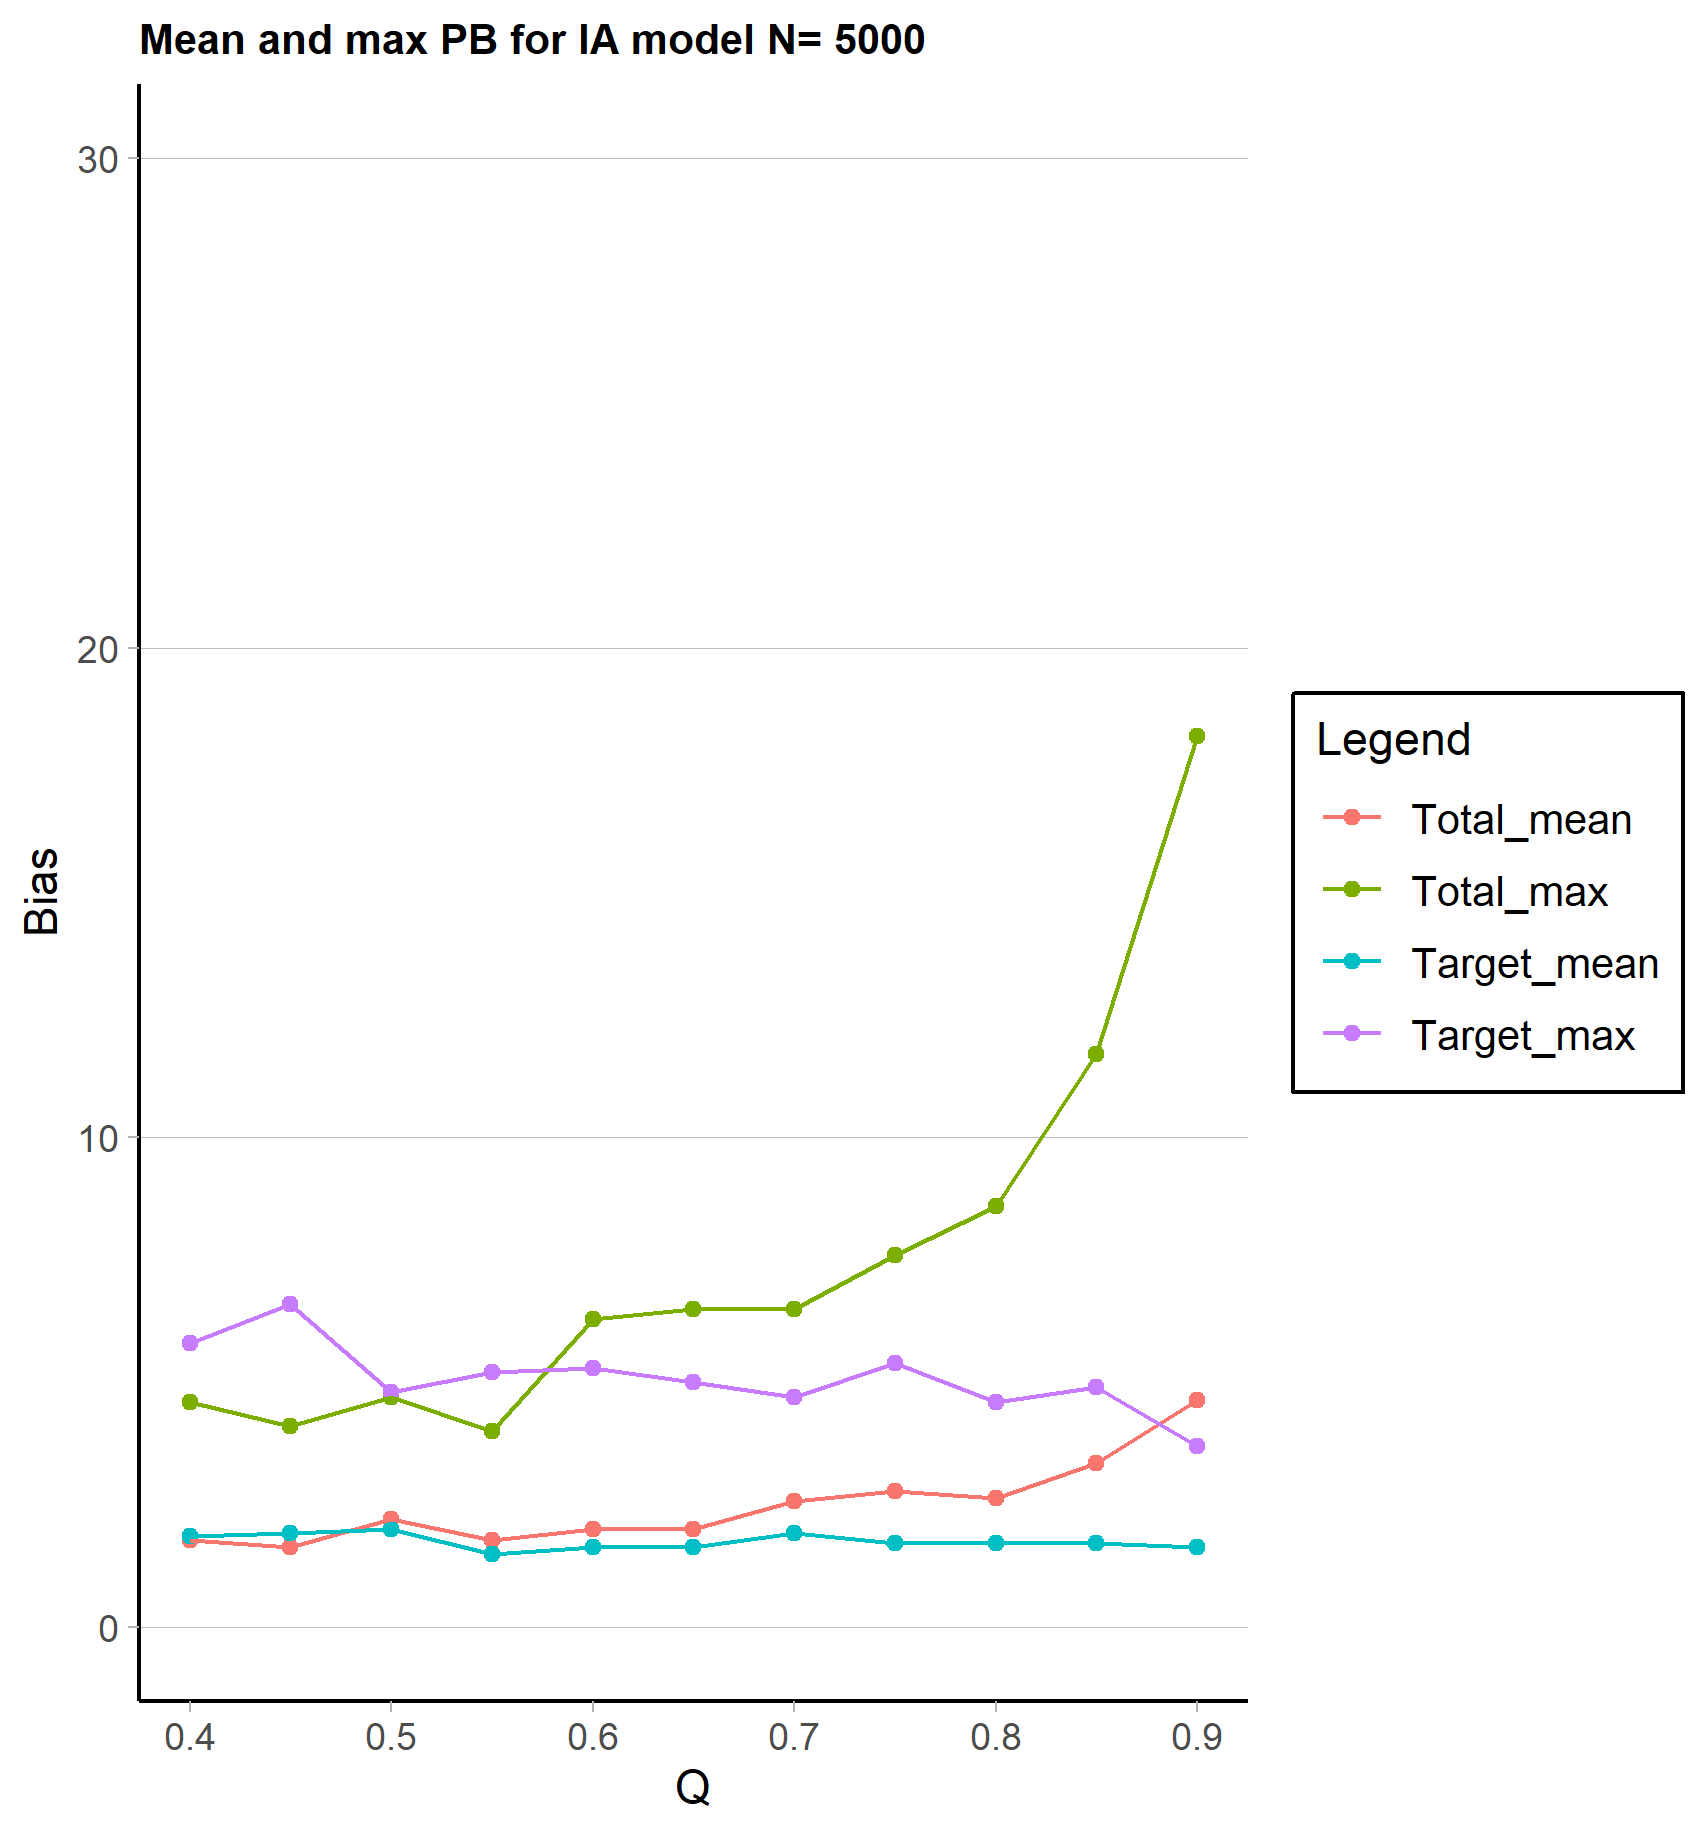 Mean and max PB for IA model N= 5000
30
20
10
0
Bias
0.4 0.5 0.6 0.7 0.8 0.9
Q
Legend
Total_mean
Total_max
Target_mean
Target_max